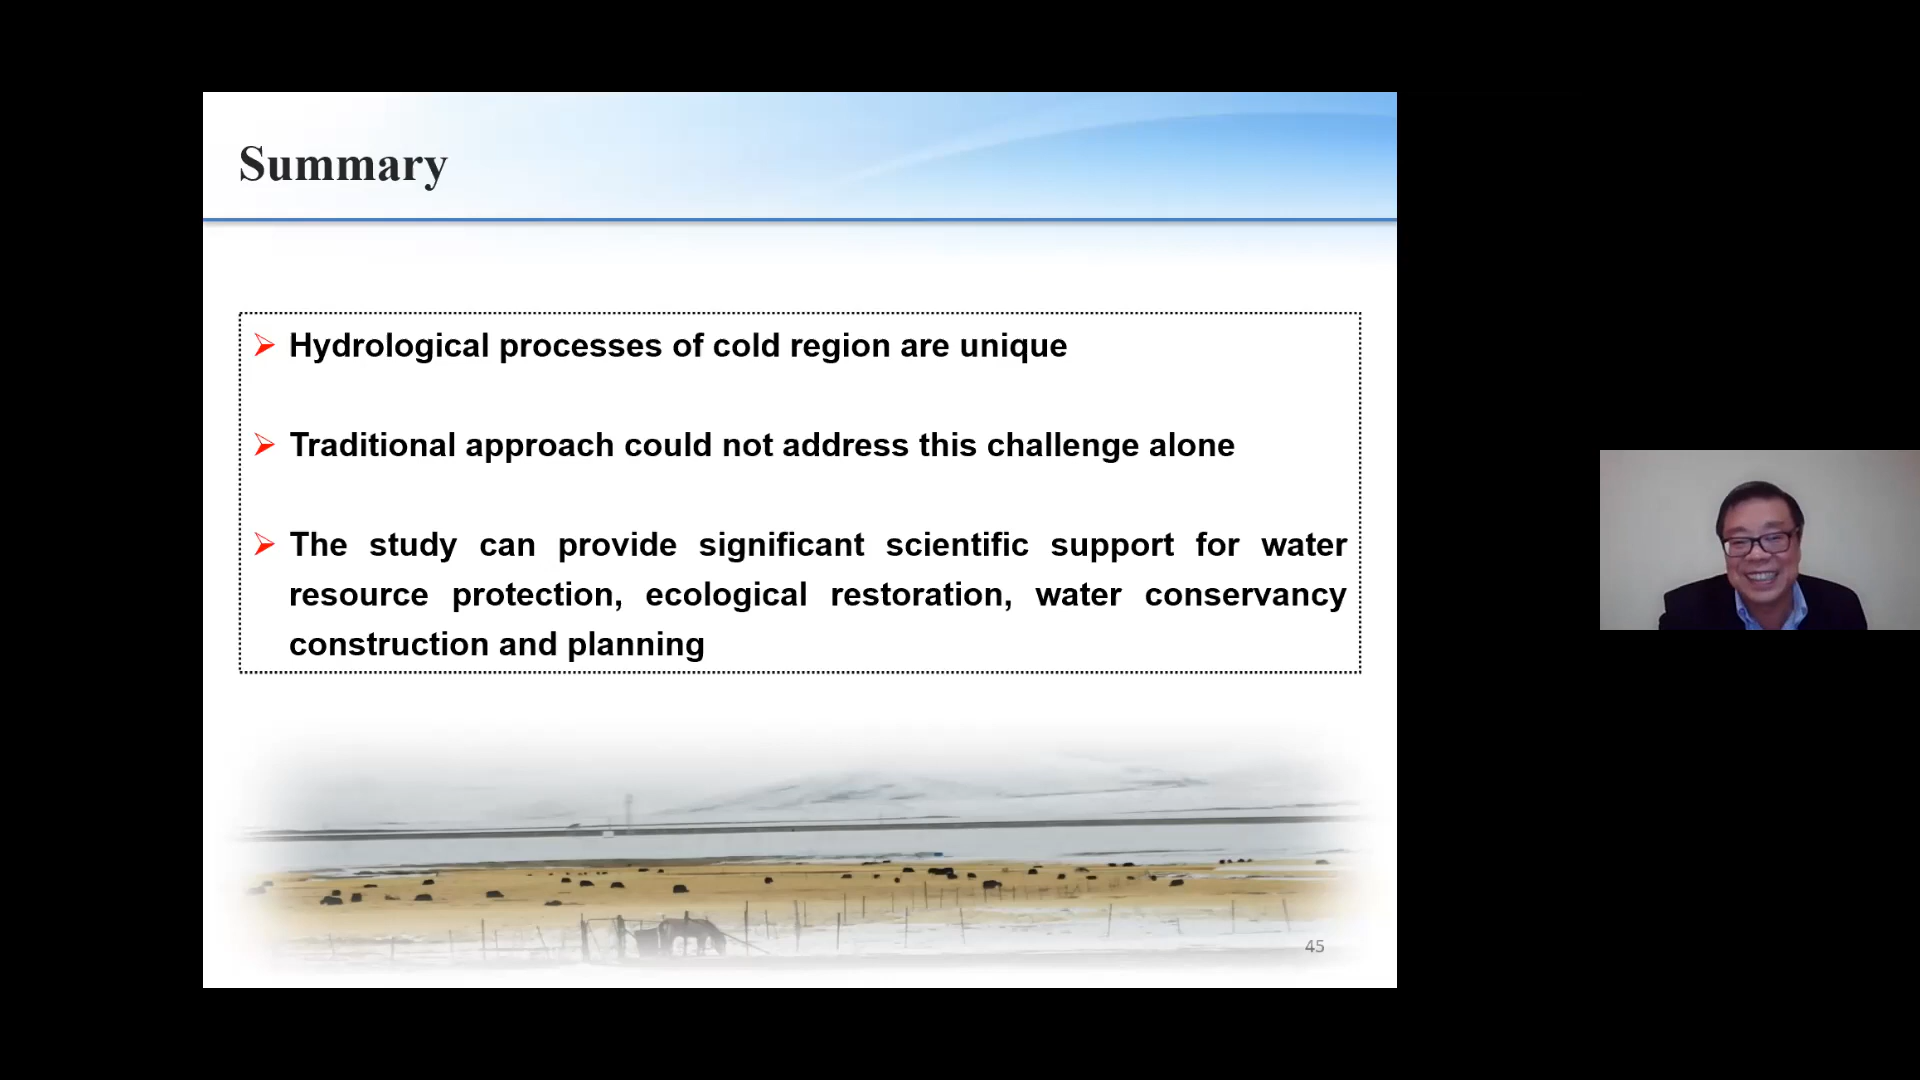 Summary
Hydrological processes of cold region are unique
Traditional approach could not address this challenge alone
The study can provide significant scientific support for water
resource protection, ecological restoration, water conservancy
construction and planning
45